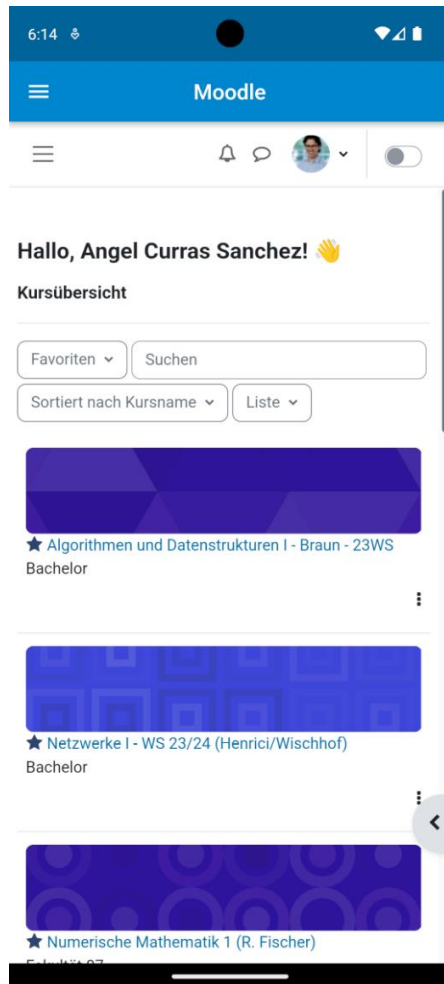 6:14
Moodle
Hallo, Angel Curras Sanchez! 👋
Kursübersicht
Favoriten
Suchen
Sortiert nach Kursname
Liste
Algorithmen und Datenstrukturen I - Braun - 23WS
Bachelor
Netzwerke I - WS 23/24 (Henrici/Wischhof)
Bachelor
Numerische Mathematik 1 (R. Fischer)